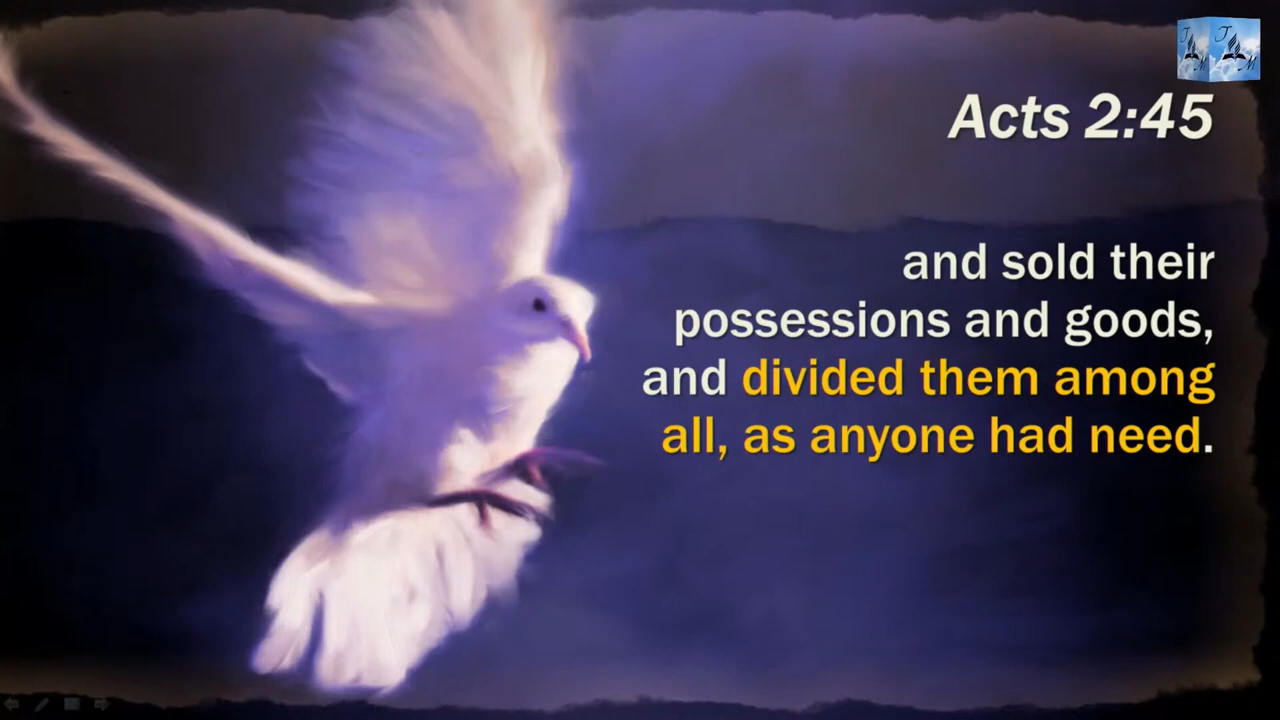 Acts 2:45
and sold their
possessions and goods,
and divided them among
all, as anyone had need.
J M
J M